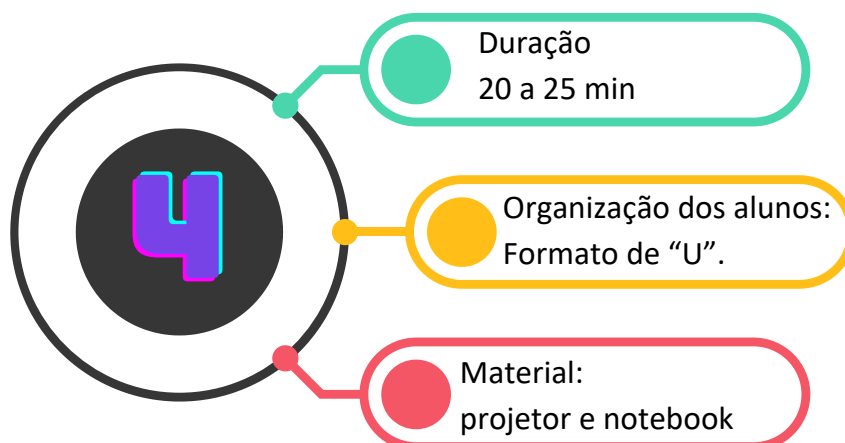 4
Duração
20 a 25 min
Organização dos alunos:
Formato de “U”.
Material:
projetor e notebook